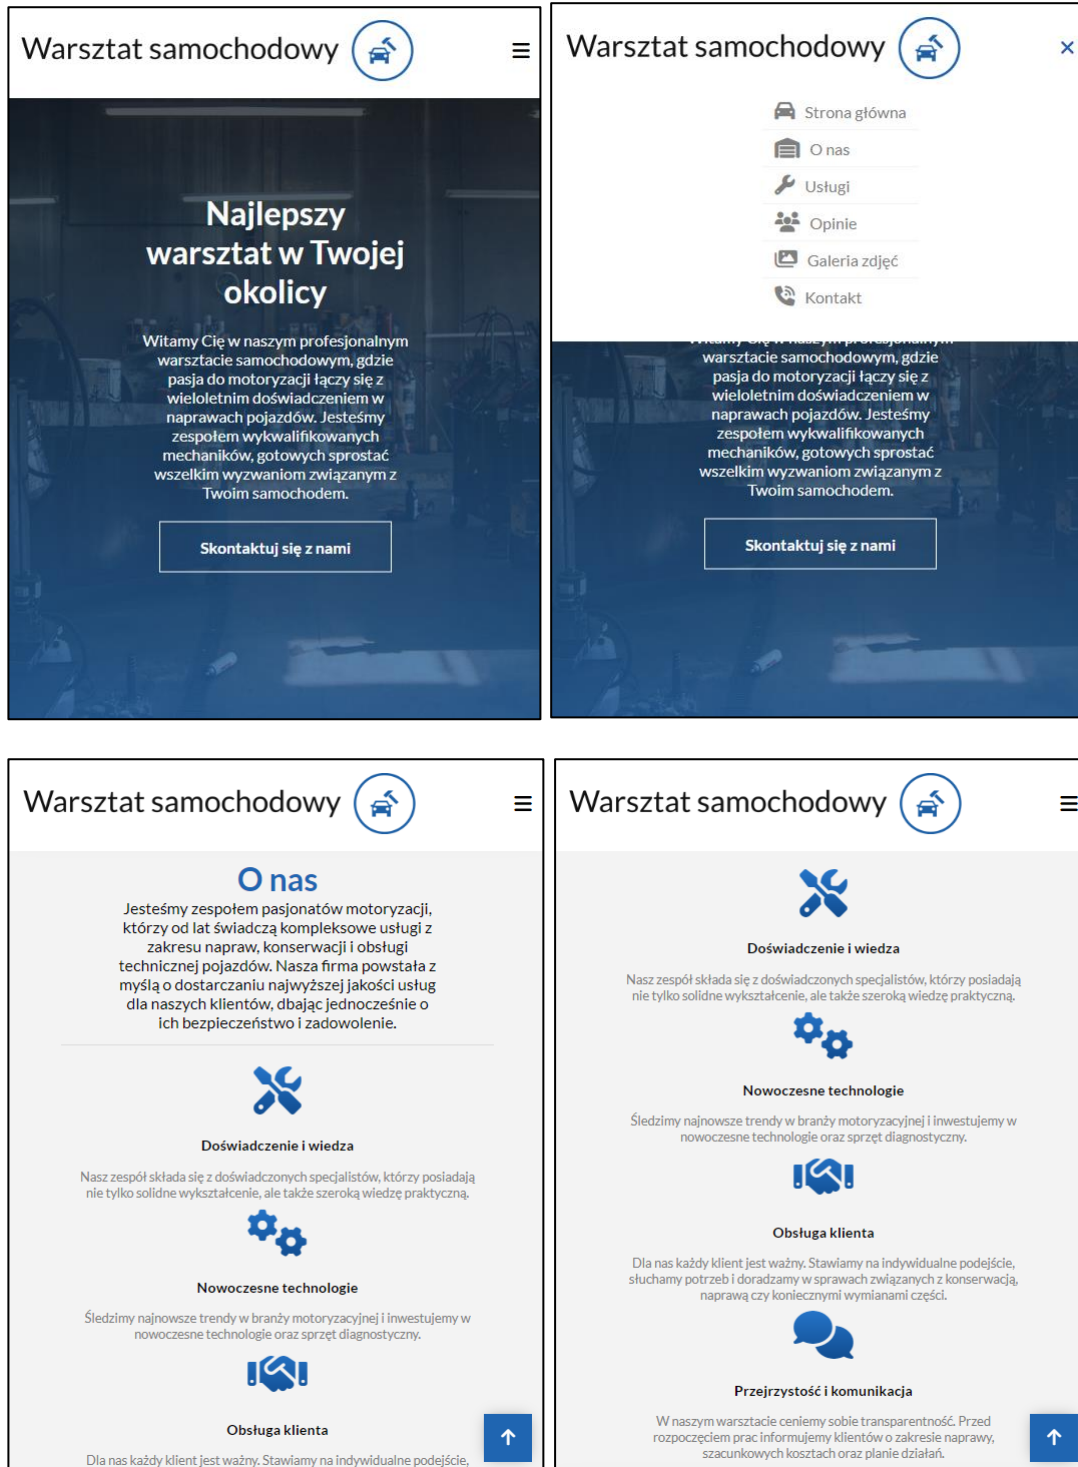 Warsztat samochodowy
Najlepszy
warsztat w Twojej
okolicy
Witamy Cię w naszym profesjonalnym
warsztacie samochodowym, gdzie
pasja do motoryzacji łączy się z
wieloletnim doświadczeniem w
naprawach pojazdów. Jesteśmy
zespołem wykwalifikowanych
mechaników, gotowych sprostać
wszelkim wyzwaniom związanym z
Twoim samochodem.
Skontaktuj się z nami
Warsztat samochodowy
Strona główna
O nas
Usługi
Opinie
Galeria zdjęć
Kontakt
Witamy Cię w naszym profesjonalnym
warsztacie samochodowym, gdzie
pasja do motoryzacji łączy się z
wieloletnim doświadczeniem w
naprawach pojazdów. Jesteśmy
zespołem wykwalifikowanych
mechaników, gotowych sprostać
wszelkim wyzwaniom związanym z
Twoim samochodem.
Skontaktuj się z nami
Warsztat samochodowy
O nas
Jesteśmy zespołem pasjonatów motoryzacji,
którzy od lat świadczą kompleksowe usługi z
zakresu napraw, konserwacji i obsługi
technicznej pojazdów. Nasza firma powstała z
myślą o dostarczaniu najwyższej jakości usług
dla naszych klientów, dbając jednocześnie o
ich bezpieczeństwo i zadowolenie.
Doświadczenie i wiedza
Nasz zespół składa się z doświadczonych specjalistów, którzy posiadają
nie tylko solidne wykształcenie, ale także szeroką wiedzę praktyczną.
Nowoczesne technologie
Śledzimy najnowsze trendy w branży motoryzacyjnej i inwestujemy w
nowoczesne technologie oraz sprzęt diagnostyczny.
Obsługa klienta
Dla nas każdy klient jest ważny. Stawiamy na indywidualne podejście,
Warsztat samochodowy
Doświadczenie i wiedza
Nasz zespół składa się z doświadczonych specjalistów, którzy posiadają
nie tylko solidne wykształcenie, ale także szeroką wiedzę praktyczną.
Nowoczesne technologie
Śledzimy najnowsze trendy w branży motoryzacyjnej i inwestujemy w
nowoczesne technologie oraz sprzęt diagnostyczny.
Obsługa klienta
Dla nas każdy klient jest ważny. Stawiamy na indywidualne podejście,
słuchamy potrzeb i doradzamy w sprawach związanych z konserwacją,
naprawą czy koniecznymi wymianami części.
Przejrzystość i komunikacja
W naszym warsztacie cenimy sobie transparentność. Przed
rozpoczęciem prac informujemy klientów o zakresie naprawy,
szacunkowych kosztach oraz planie działań.